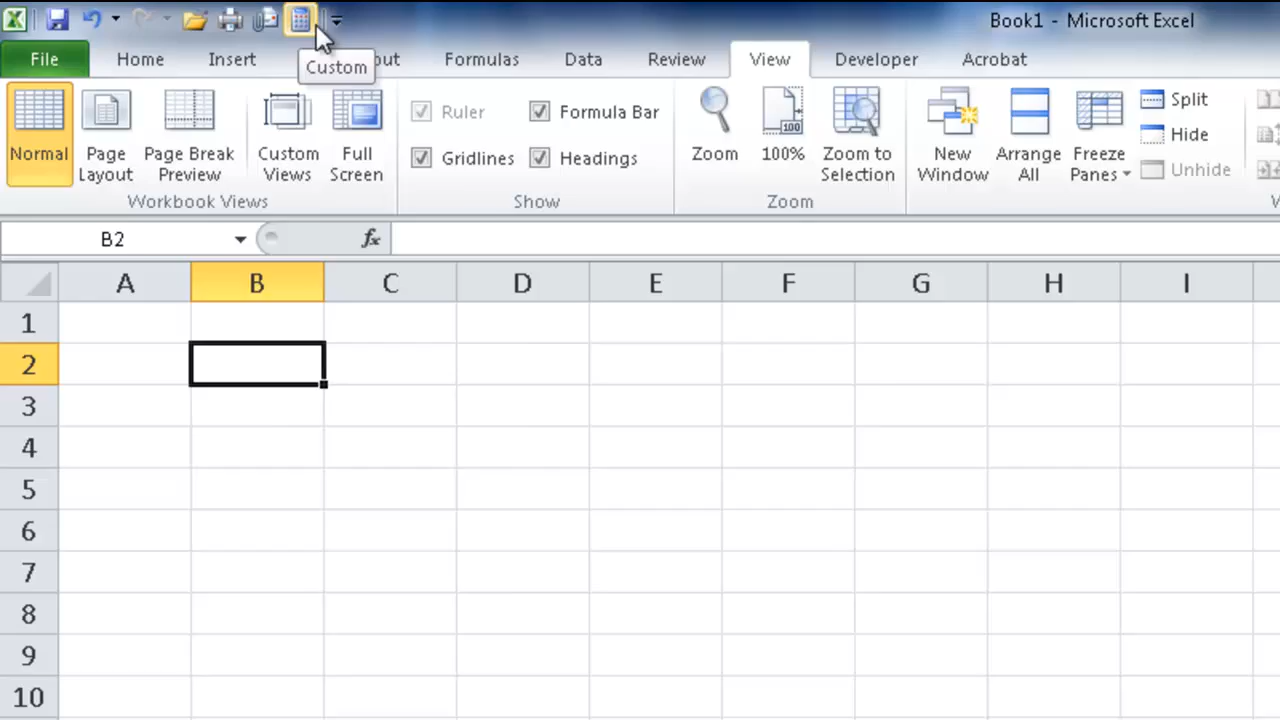 Book1 - Microsoft Excel
File Home Insert out Formulas Data Review View Developer Acrobat
Custom
Normal
Page Layout
Page Break Preview
Custom Views
Full Screen
Workbook Views
Ruler
Formula Bar
Gridlines
Headings
Show
Zoom
100%
Zoom to Selection
Zoom
New Window
Arrange All
Freeze Panes
Split
Hide
Unhide
B2
fx
A B C D E F G H I
1
2
3
4
5
6
7
8
9
10